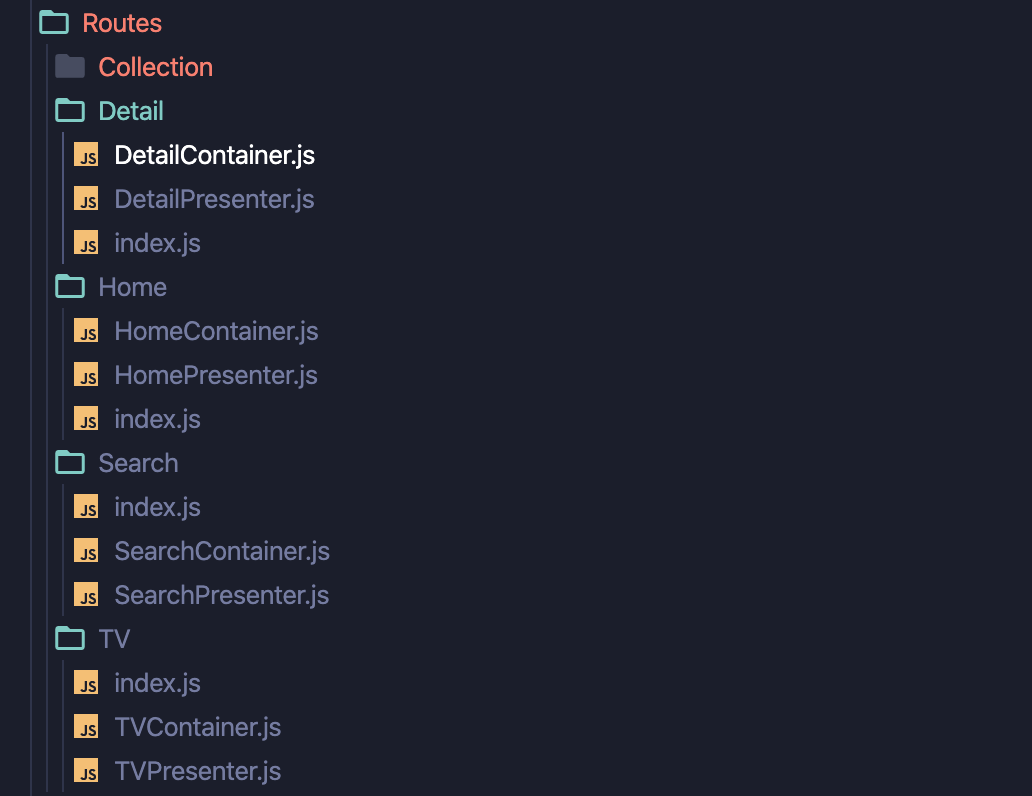 Routes
Collection
Detail
JS DetailContainer.js
JS DetailPresenter.js
JS index.js
Home
JS HomeContainer.js
JS HomePresenter.js
JS index.js
Search
JS index.js
JS SearchContainer.js
JS SearchPresenter.js
TV
JS index.js
JS TVContainer.js
JS TVPresenter.js